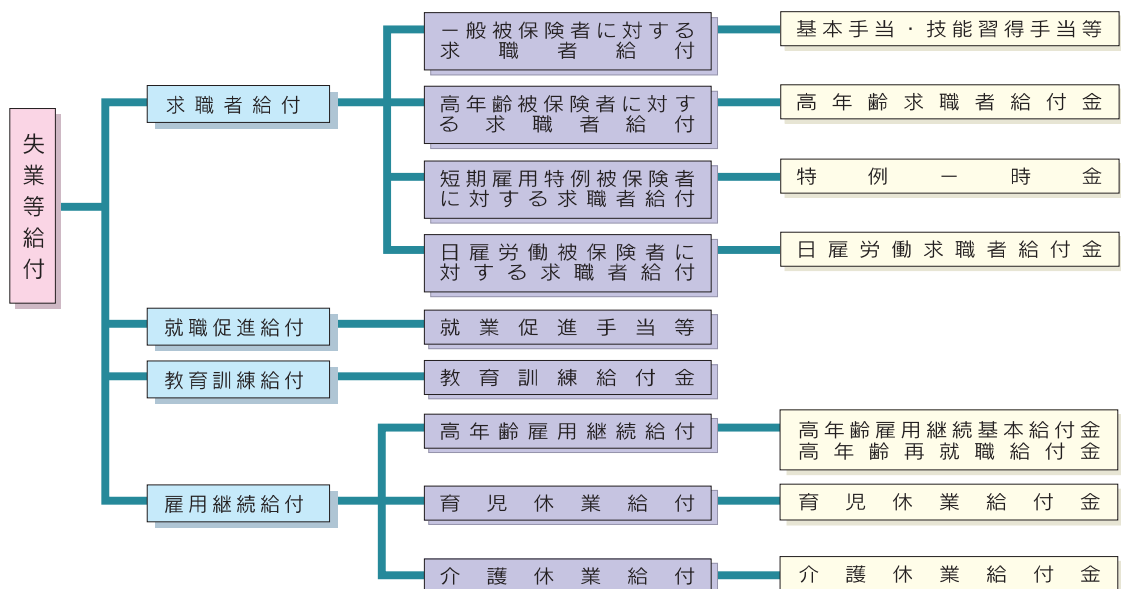 失業等給付
求職者給付
一般被保険者に対する
求職者給付
基本手当・技能習得手当等
高年齢被保険者に対す
る求職者給付
高年齢求職者給付金
短期雇用特例被保険者
に対する求職者給付
特例一時金
日雇労働被保険者に
対する求職者給付
日雇労働求職者給付金
就職促進給付
就業促進手当等
教育訓練給付
教育訓練給付金
雇用継続給付
高年齢雇用継続給付
高年齢雇用継続基本給付金
高年齢再就職給付金
育児休業給付
育児休業給付金
介護休業給付
介護休業給付金